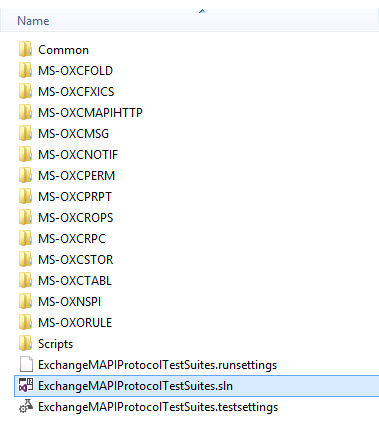 Name
Common
MS-OXCFOLD
MS-OXCFXICS
MS-OXCMAPIHTTP
MS-OXCMSG
MS-OXCNOTIF
MS-OXCPERM
MS-OXCPRPT
MS-OXCROPS
MS-OXCRPC
MS-OXCSTOR
MS-OXCTABL
MS-OXNSPI
MS-OXORULE
Scripts
ExchangeMAPIProtocolTestSuites.runsettings
ExchangeMAPIProtocolTestSuites.sln
ExchangeMAPIProtocolTestSuites.testsettings